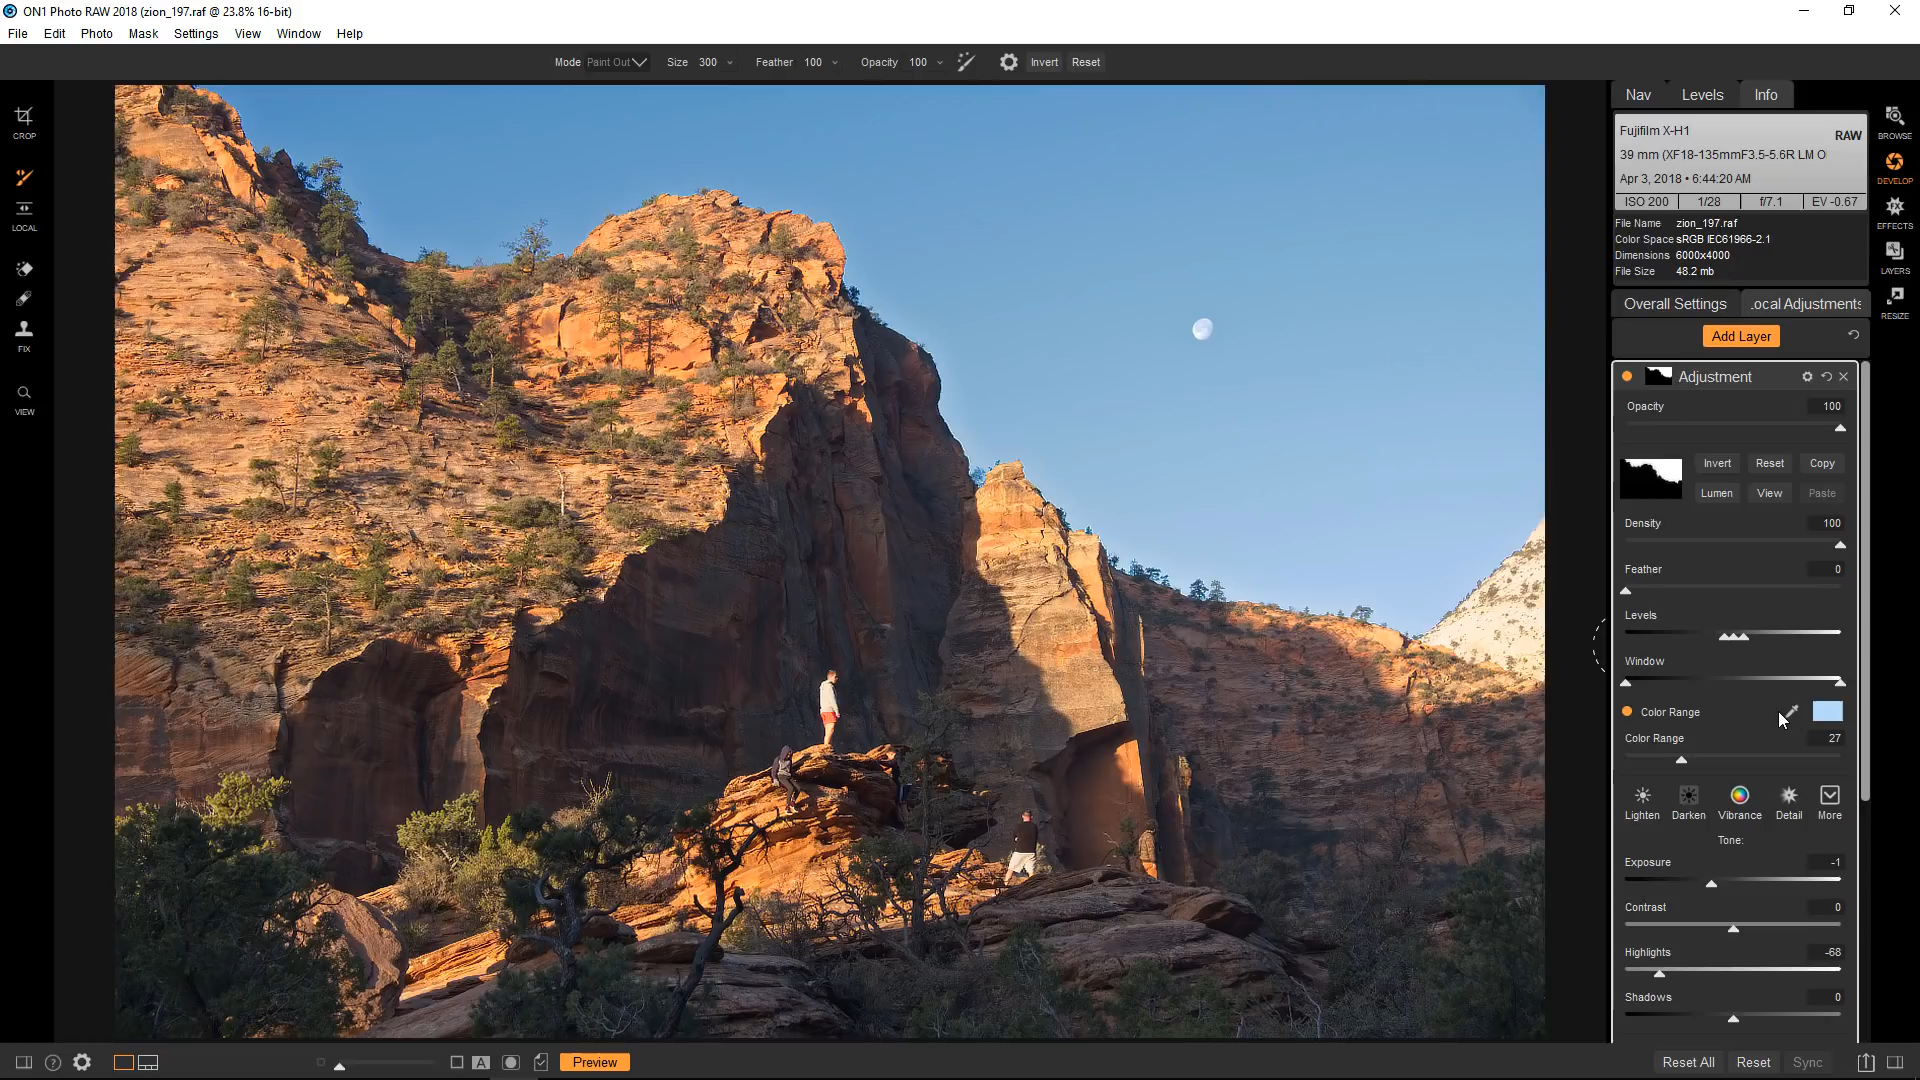 ON1 Photo RAW 2018 (zion_197.raf @ 23.8% 16-bit)
File Edit Photo Mask Settings View Window Help
Mode Paint Out Size 300 Feather 100 Opacity 100 Invert Reset
CROP
LOCAL
FIX
VIEW
Nav Levels Info
Fujifilm X-H1 RAW
39 mm (XF18-135mmF3.5-5.6R LM O
Apr 3, 2018 • 6:44:20 AM
ISO 200 1/28 f/7.1 EV -0.67
File Name zion_197.raf
Color Space sRGB IEC61966-2.1
Dimensions 6000x4000
File Size 48.2 mb
Overall Settings ocal Adjustments
Add Layer
Adjustment
Opacity 100
Invert Reset Copy
Lumen View Paste
Density 100
Feather 0
Levels
Window
Color Range
Color Range 27
Lighten Darken Vibrance Detail More
Tone:
Exposure -1
Contrast 0
Highlights -68
Shadows 0
BROWSE
DEVELOP
FX
EFFECTS
LAYERS
RESIZE
? A Preview
Reset All Reset Sync